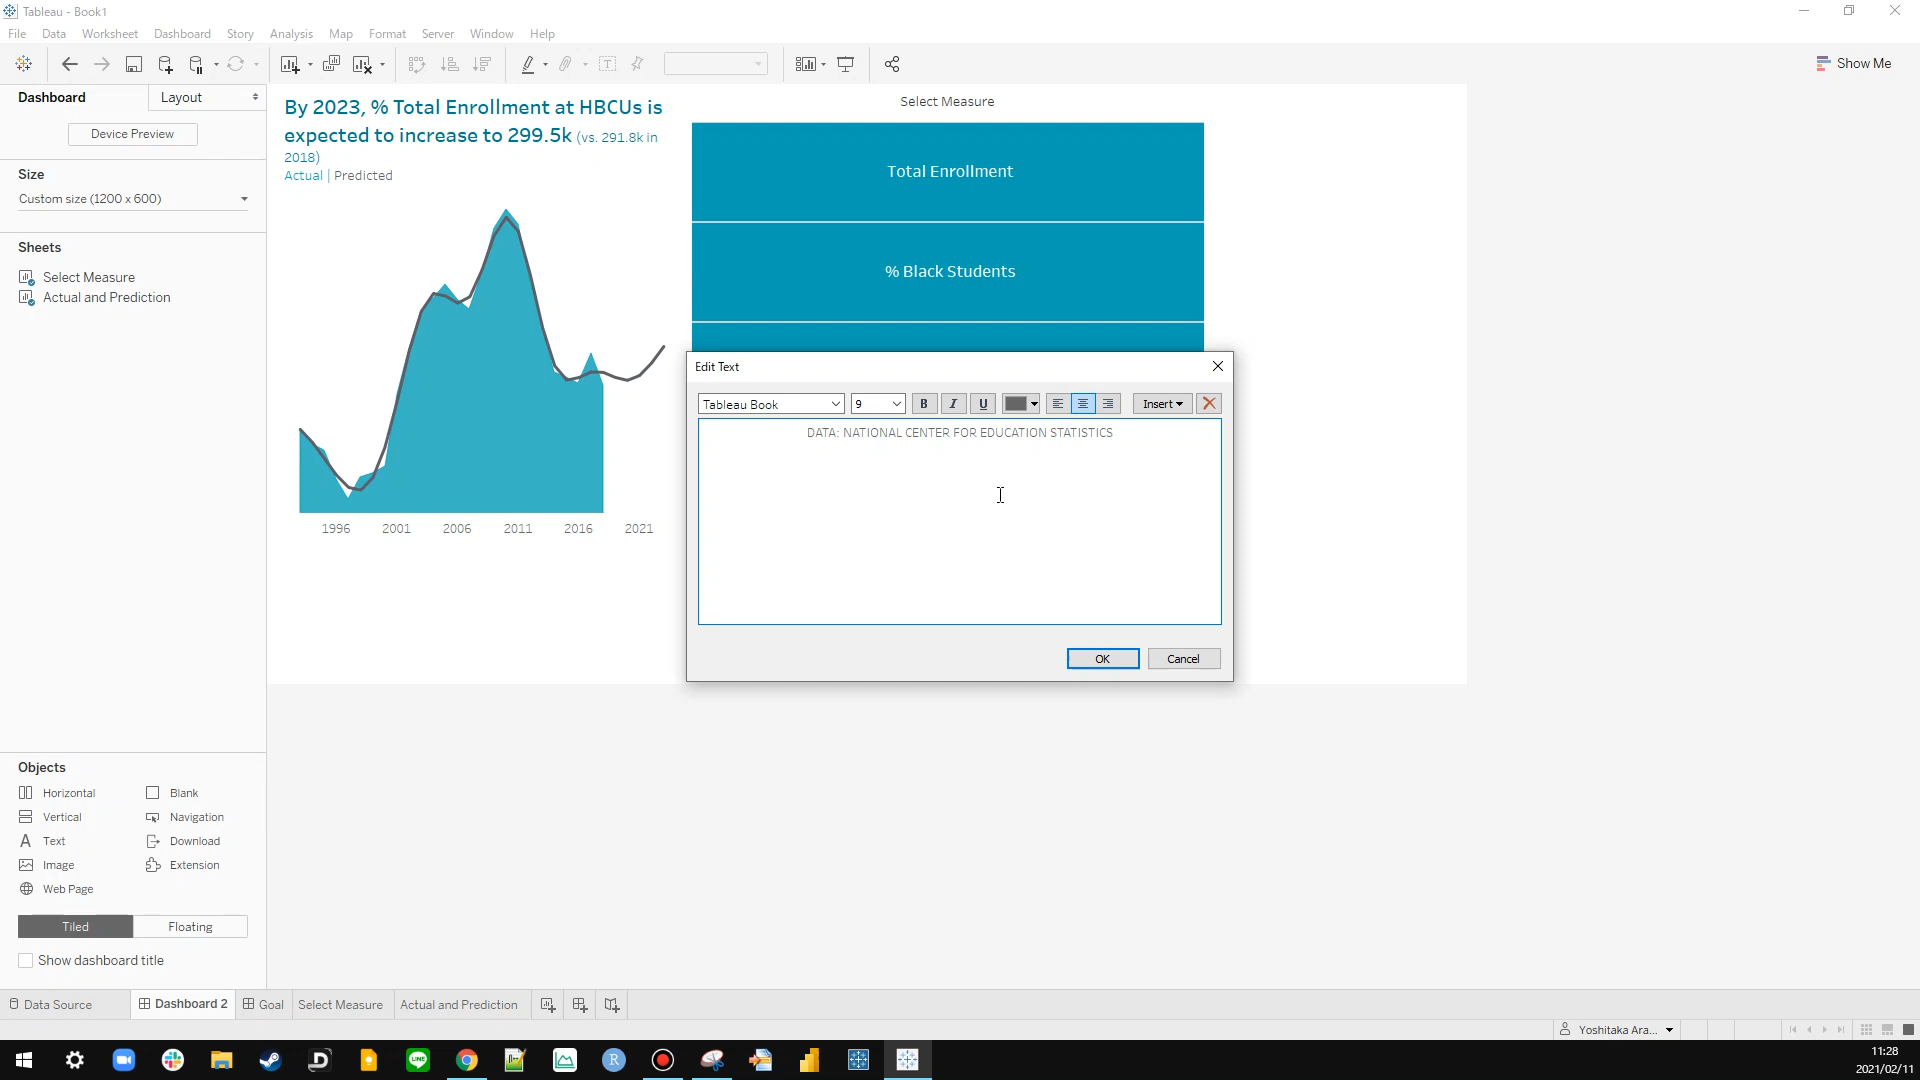 Tableau - Book1
File Data Worksheet Dashboard Story Analysis Map Format Server Window Help
Show Me
Dashboard Layout
Device Preview
Size
Custom size (1200 x 600)
Sheets
Select Measure
Actual and Prediction
By 2023, % Total Enrollment at HBCUs is
expected to increase to 299.5k (vs. 291.8k in
2018)
Actual | Predicted
1996 2001 2006 2011 2016 2021
Select Measure
Total Enrollment
% Black Students
Edit Text
Tableau Book 9 B I U Insert
DATA: NATIONAL CENTER FOR EDUCATION STATISTICS
OK Cancel
Objects
Horizontal Blank
Vertical Navigation
A Text Download
Image Extension
Web Page
Tiled Floating
Show dashboard title
Data Source Dashboard 2 Goal Select Measure Actual and Prediction
Yoshitaka Ara...
LINE R
11:28
2021/02/11